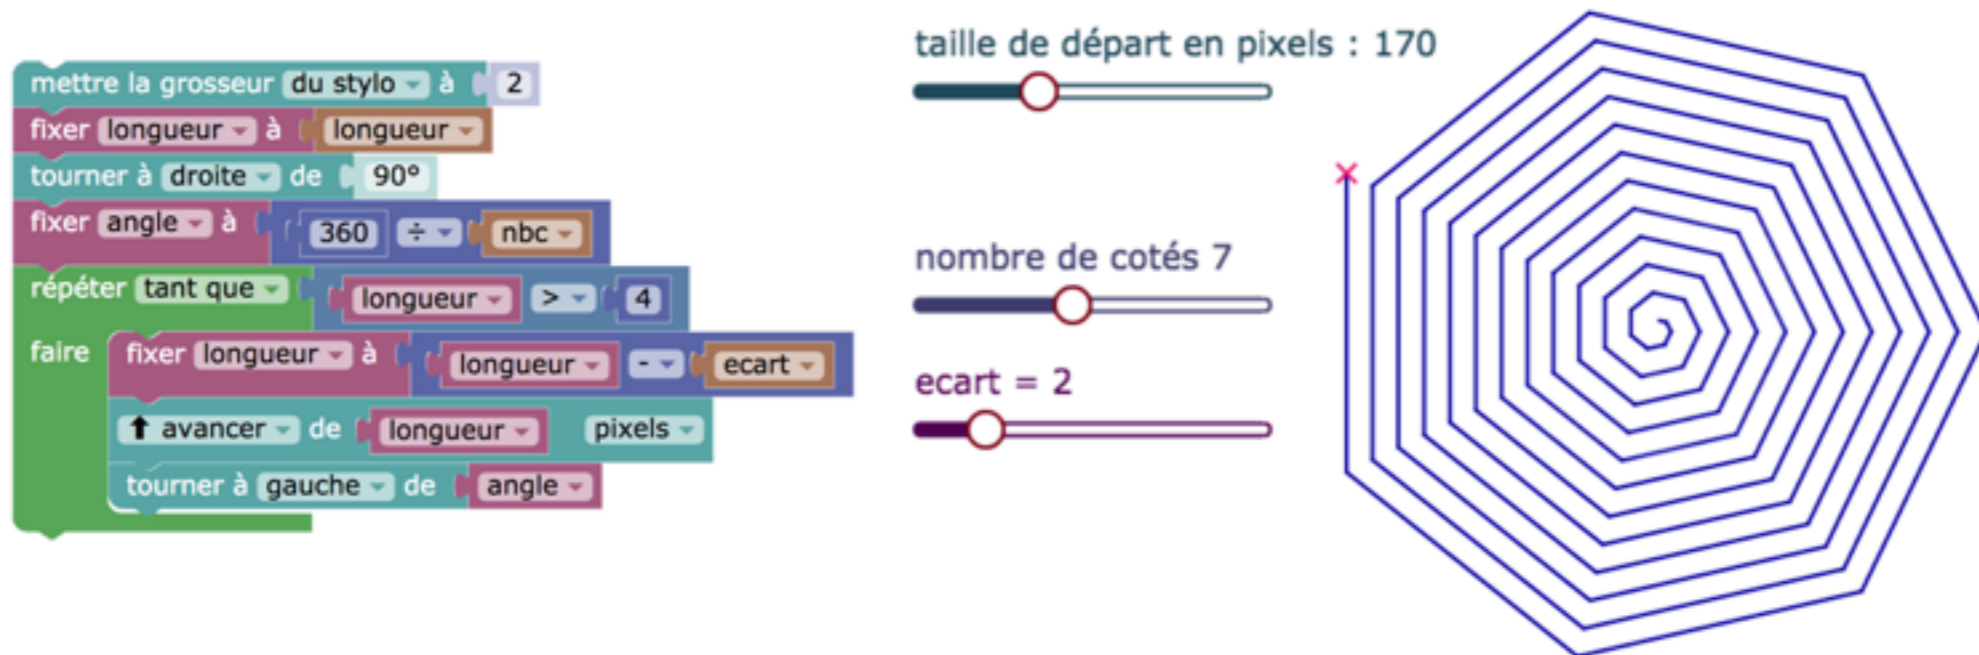 mettre la grosseur du stylo à 2
fixer longueur à longueur
tourner à droite de 90°
fixer angle à 360 ÷ nbc
répéter tant que longueur > 4
faire fixer longueur à longueur - ecart
avancer de longueur pixels
tourner à gauche de angle
taille de départ en pixels : 170
nombre de cotés 7
ecart = 2